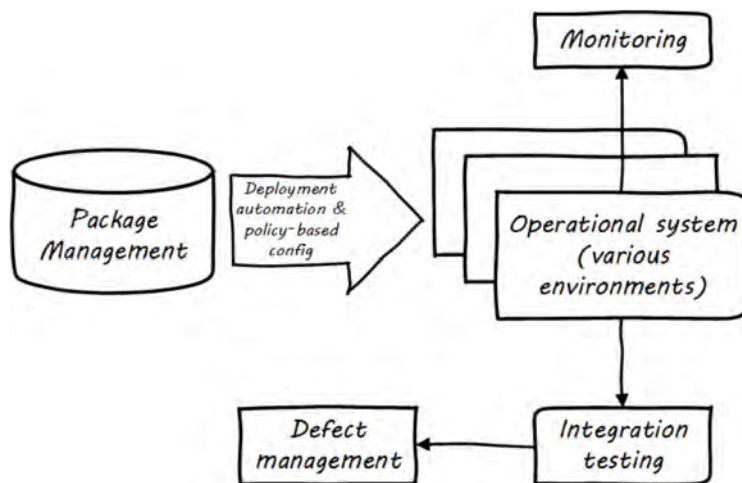 Monitoring
Package
Management
Deployment
automation &
policy-based
config
Operational system
(various
environments)
Defect
management
Integration
testing